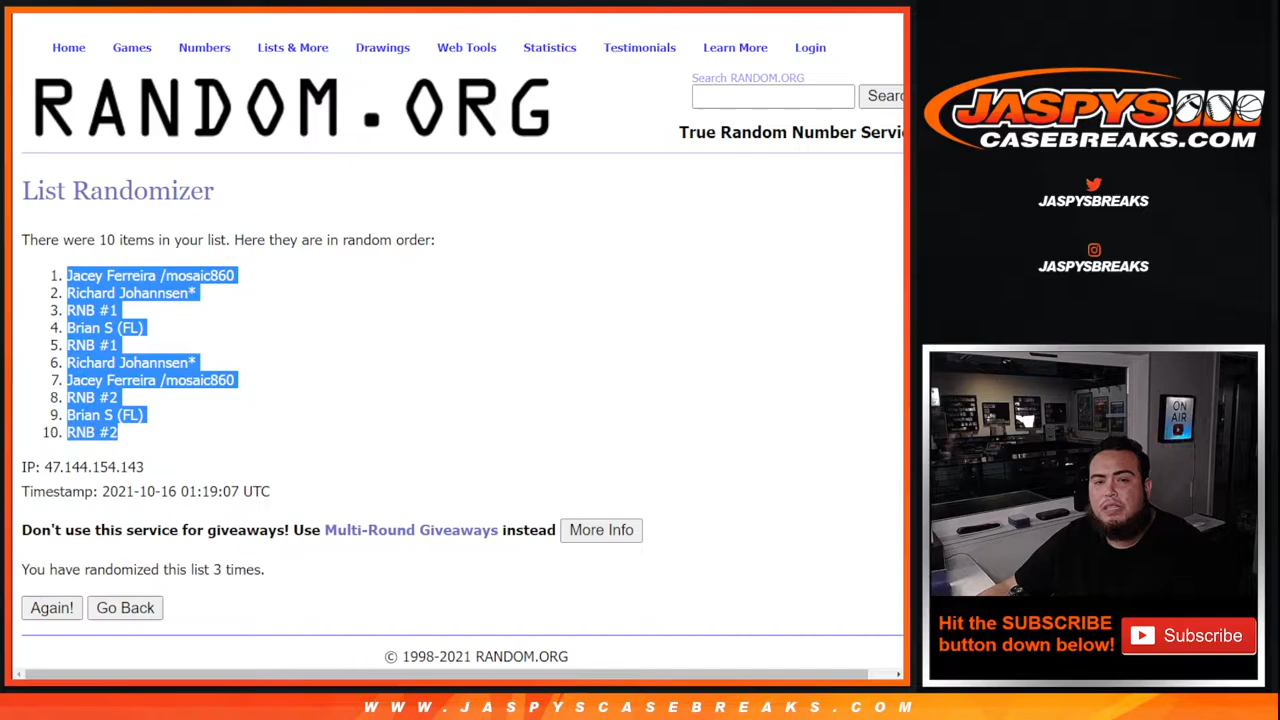 Home Games Numbers Lists & More Drawings Web Tools Statistics Testimonials Learn More Login
RANDOM.ORG
Search RANDOM.ORG
Searc
True Random Number Servi
List Randomizer
There were 10 items in your list. Here they are in random order:
1. Jacey Ferreira /mosaic860
2. Richard Johannsen*
3. RNB #1
4. Brian S (FL)
5. RNB #1
6. Richard Johannsen*
7. Jacey Ferreira /mosaic860
8. RNB #2
9. Brian S (FL)
10. RNB #2
IP: 47.144.154.143
Timestamp: 2021-10-16 01:19:07 UTC
Don't use this service for giveaways! Use Multi-Round Giveaways instead More Info
You have randomized this list 3 times.
Again! Go Back
© 1998-2021 RANDOM.ORG
JASPYS
CASEBREAKS.COM
JASPYSBREAKS
JASPYSBREAKS
ON
AIR
Hit the SUBSCRIBE
button down below!
Subscribe
WWW.JASPYSCASEBREAKS.COM